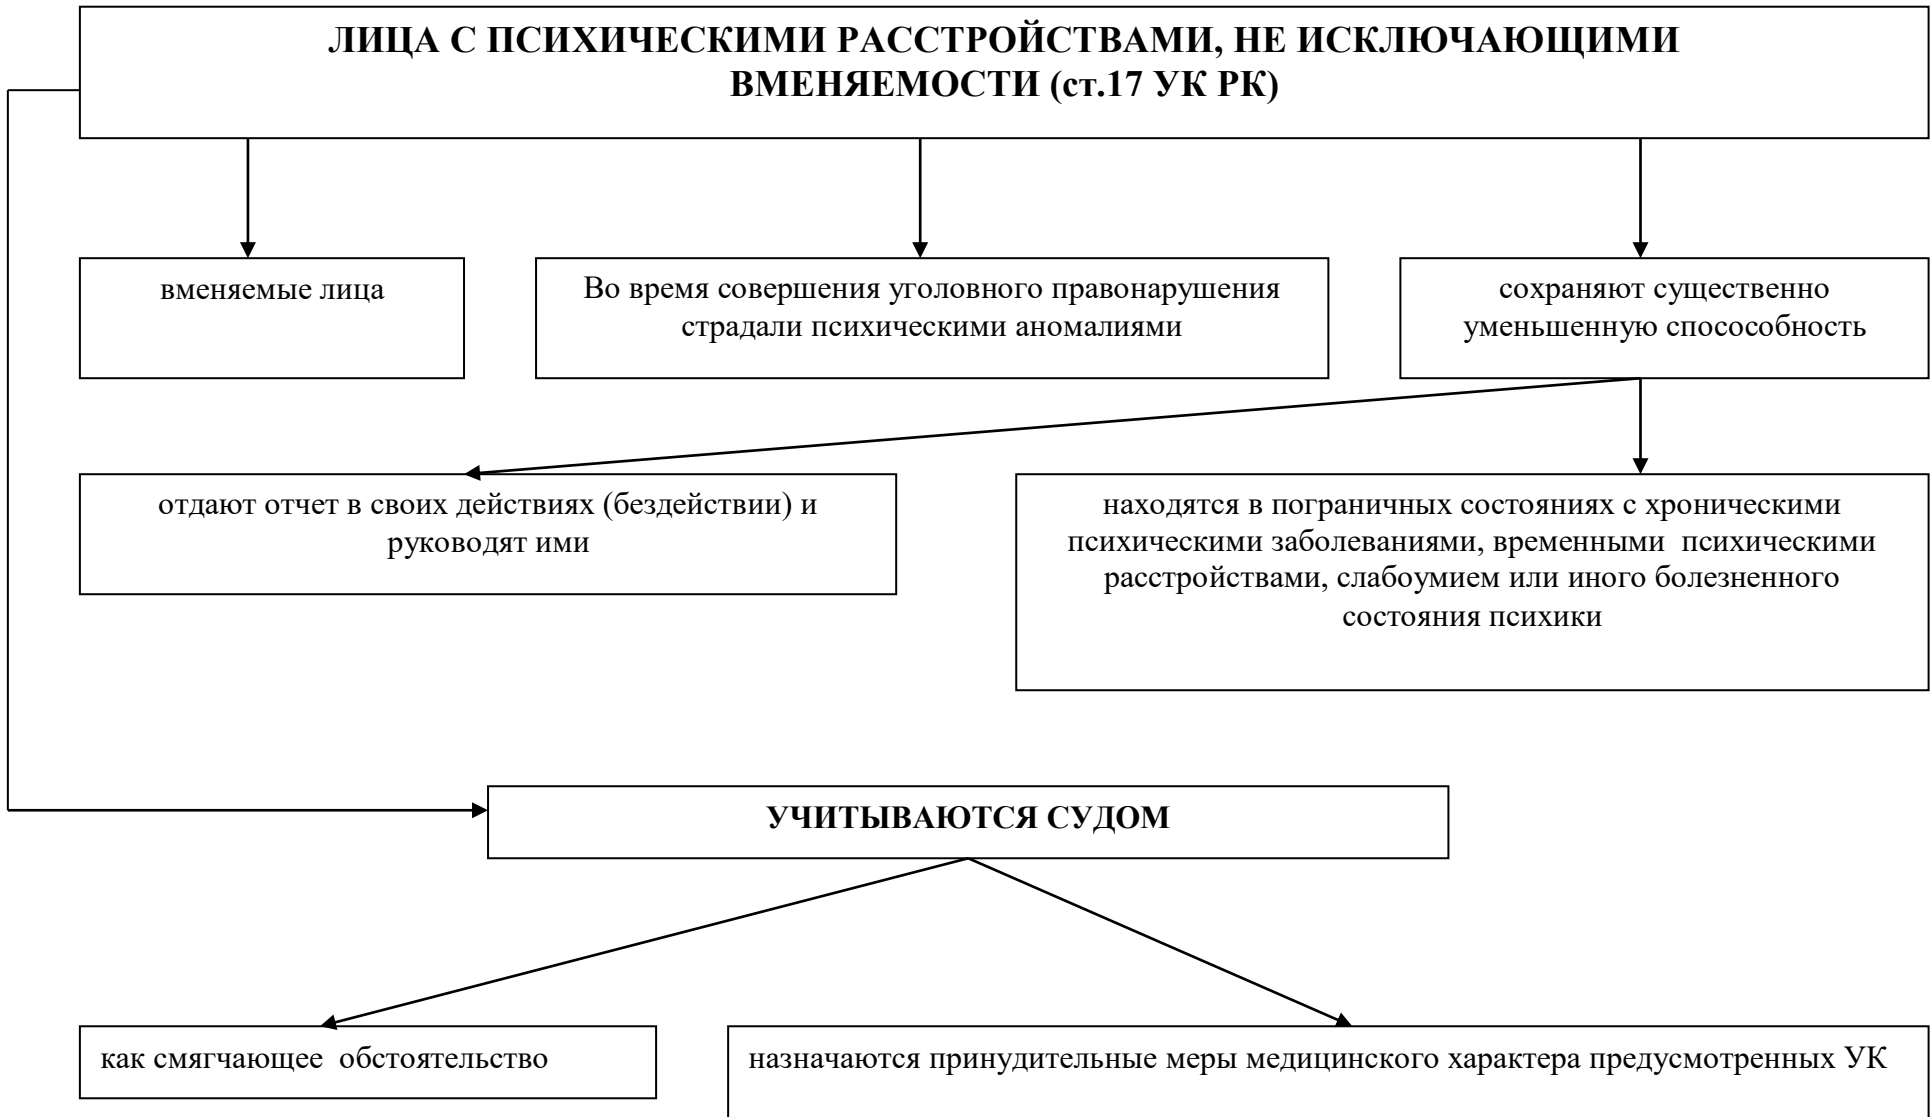 ЛИЦА С ПСИХИЧЕСКИМИ РАССТРОЙСТВАМИ, НЕ ИСКЛЮЧАЮЩИМИ
ВМЕНЯЕМОСТИ (ст.17 УК РК)
вменяемые лица
Во время совершения уголовного правонарушения
страдали психическими аномалиями
сохраняют существенно
уменьшенную спосособность
отдают отчет в своих действиях (бездействии) и
руководят ими
находятся в пограничных состояниях с хроническими
психическими заболеваниями, временными психическими
расстройствами, слабоумием или иного болезненного
состояния психики
УЧИТЫВАЮТСЯ СУДОМ
как смягчающее обстоятельство
назначаются принудительные меры медицинского характера предусмотренных УК